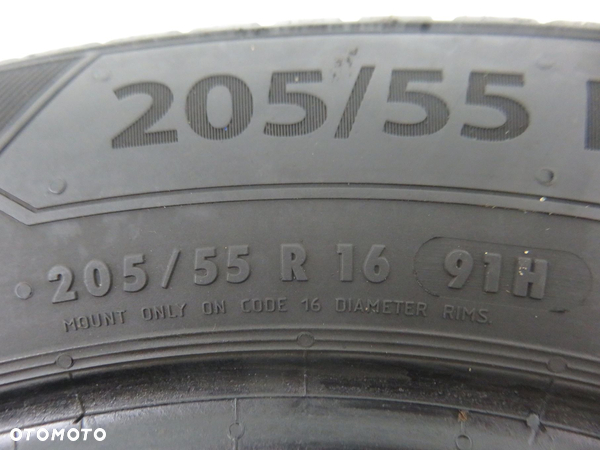 205/55
205/55 R 16 91H
MOUNT ONLY ON CODE 16 DIAMETER RIMS.
OTOMOTO